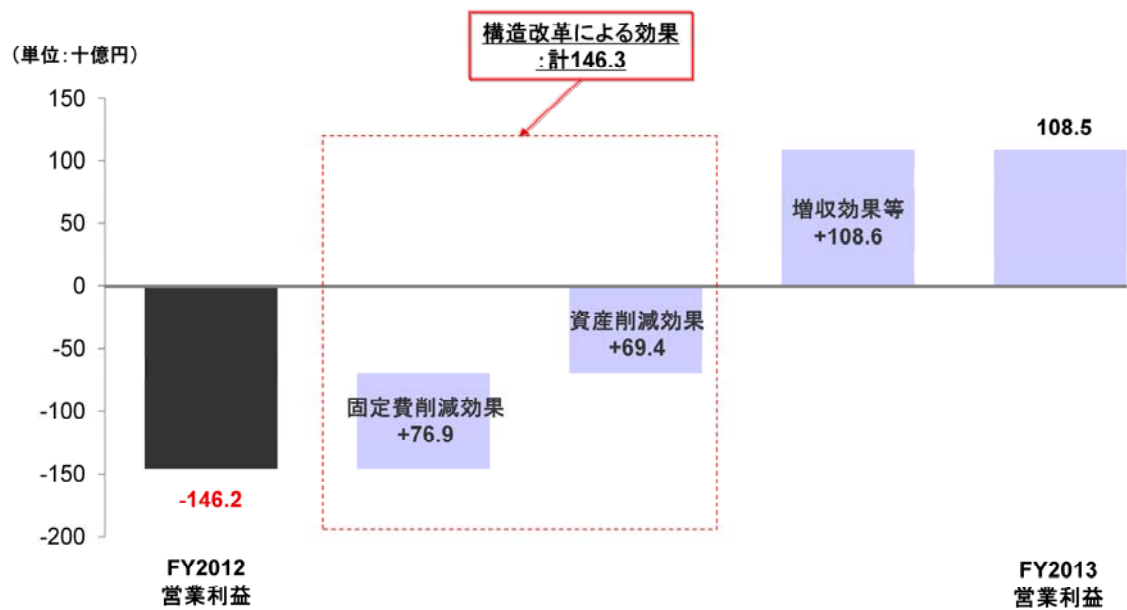 構造改革による効果
:計146.3
(単位:十億円)
150
100
50
0
-50
-100
-150
-200
108.5
増収効果等
+108.6
資産削減効果
+69.4
固定費削減効果
+76.9
-146.2
FY2012
営業利益
FY2013
営業利益